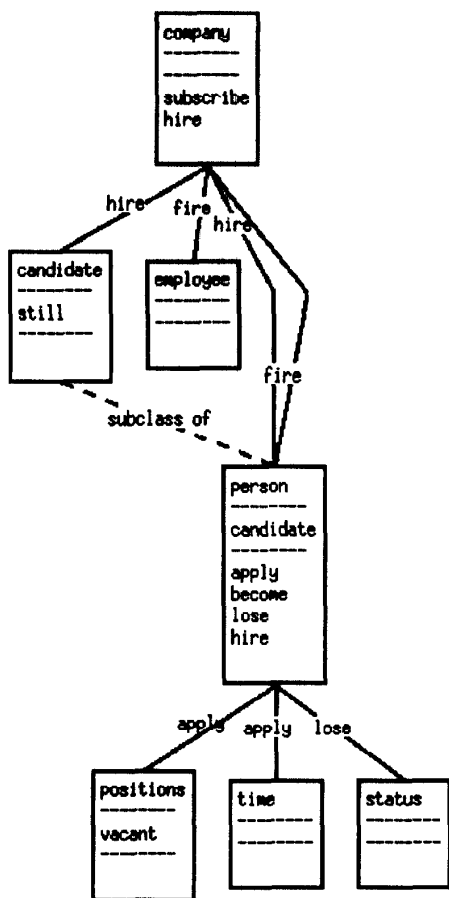 company
--------
--------
subscribe
hire
hire
fire
hire
candidate
--------
still
--------
employee
--------
--------
fire
subclass of
person
--------
candidate
--------
apply
become
lose
hire
apply
apply
lose
positions
--------
vacant
--------
time
--------
--------
status
--------
--------